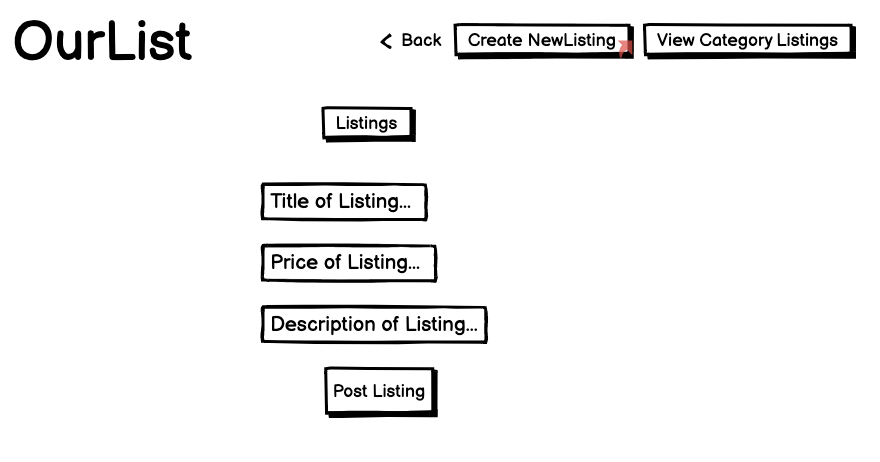 OurList
Back
Create NewListing
View Category Listings
Listings
Title of Listing...
Price of Listing...
Description of Listing...
Post Listing